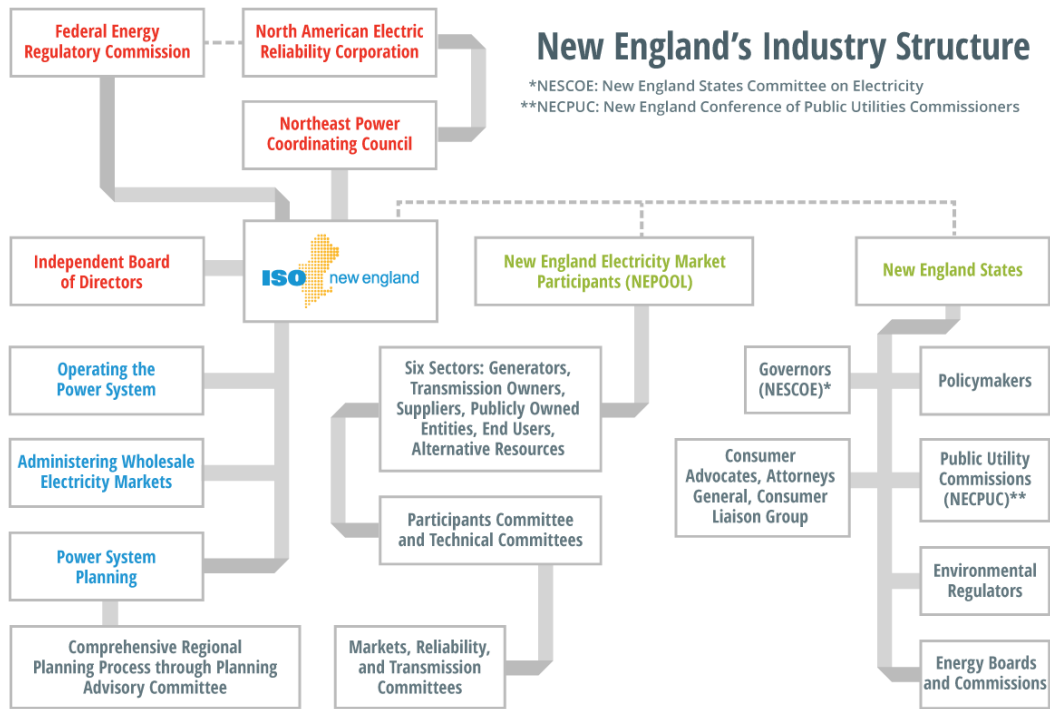 New England's Industry Structure
*NESCOE: New England States Committee on Electricity
**NECPUC: New England Conference of Public Utilities Commissioners
Federal Energy
Regulatory Commission
North American Electric
Reliability Corporation
Northeast Power
Coordinating Council
Independent Board
of Directors
ISO new england
New England Electricity Market
Participants (NEPOOL)
New England States
Operating the
Power System
Administering Wholesale
Electricity Markets
Power System
Planning
Comprehensive Regional
Planning Process through Planning
Advisory Committee
Six Sectors: Generators,
Transmission Owners,
Suppliers, Publicly Owned
Entities, End Users,
Alternative Resources
Participants Committee
and Technical Committees
Markets, Reliability,
and Transmission
Committees
Governors
(NESCOE)*
Policymakers
Consumer
Advocates, Attorneys
General, Consumer
Liaison Group
Public Utility
Commissions
(NECPUC)**
Environmental
Regulators
Energy Boards
and Commissions